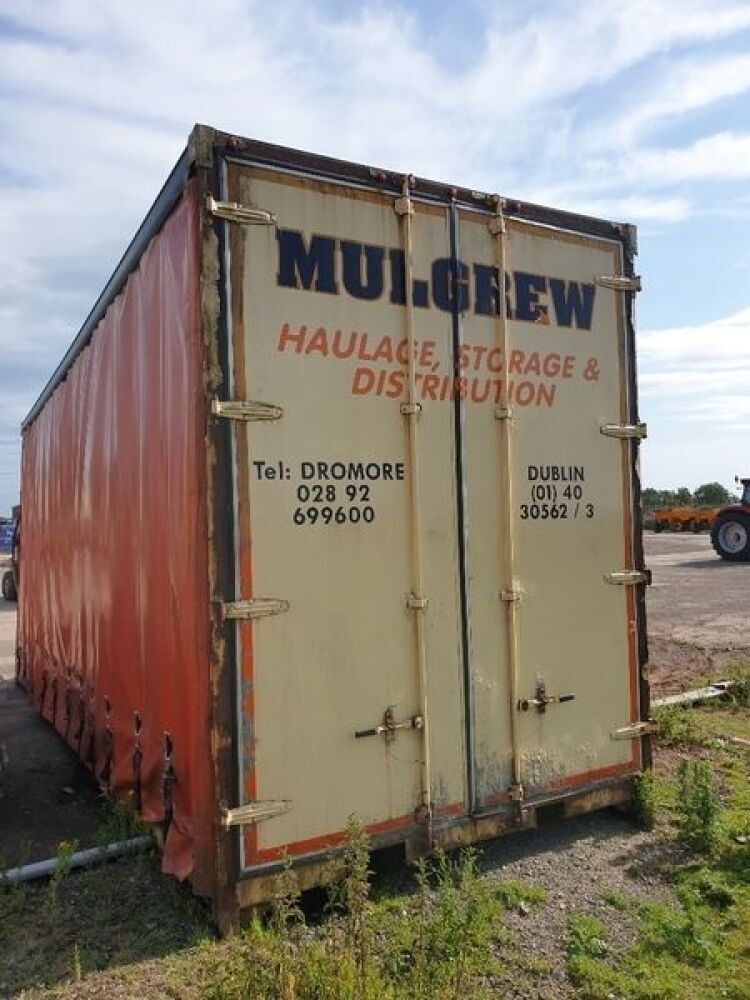 MULGREW
HAULAGE, STORAGE &
DISTRIBUTION
Tel: DROMORE
028 92
699600
DUBLIN
(01) 40
30562 / 3